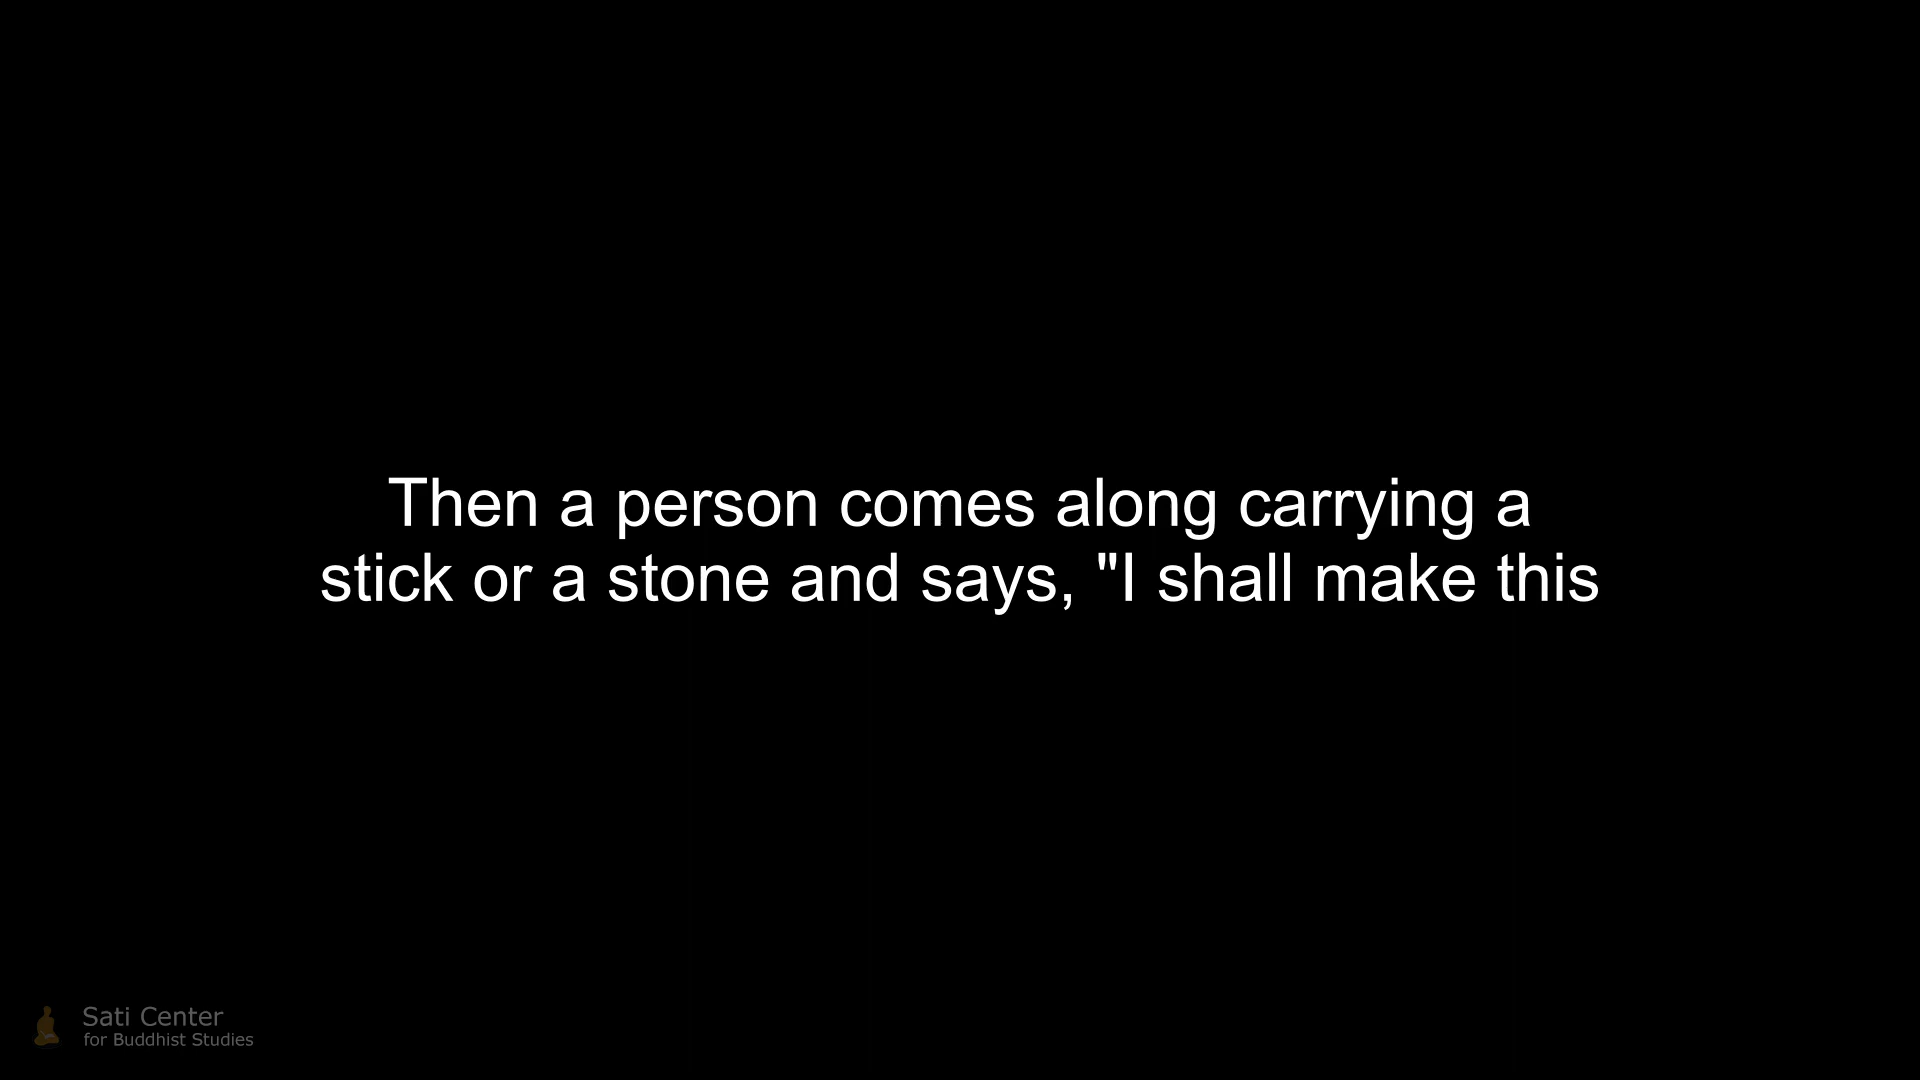 Then a person comes along carrying a
stick or a stone and says, "I shall make this
Sati Center
for Buddhist Studies